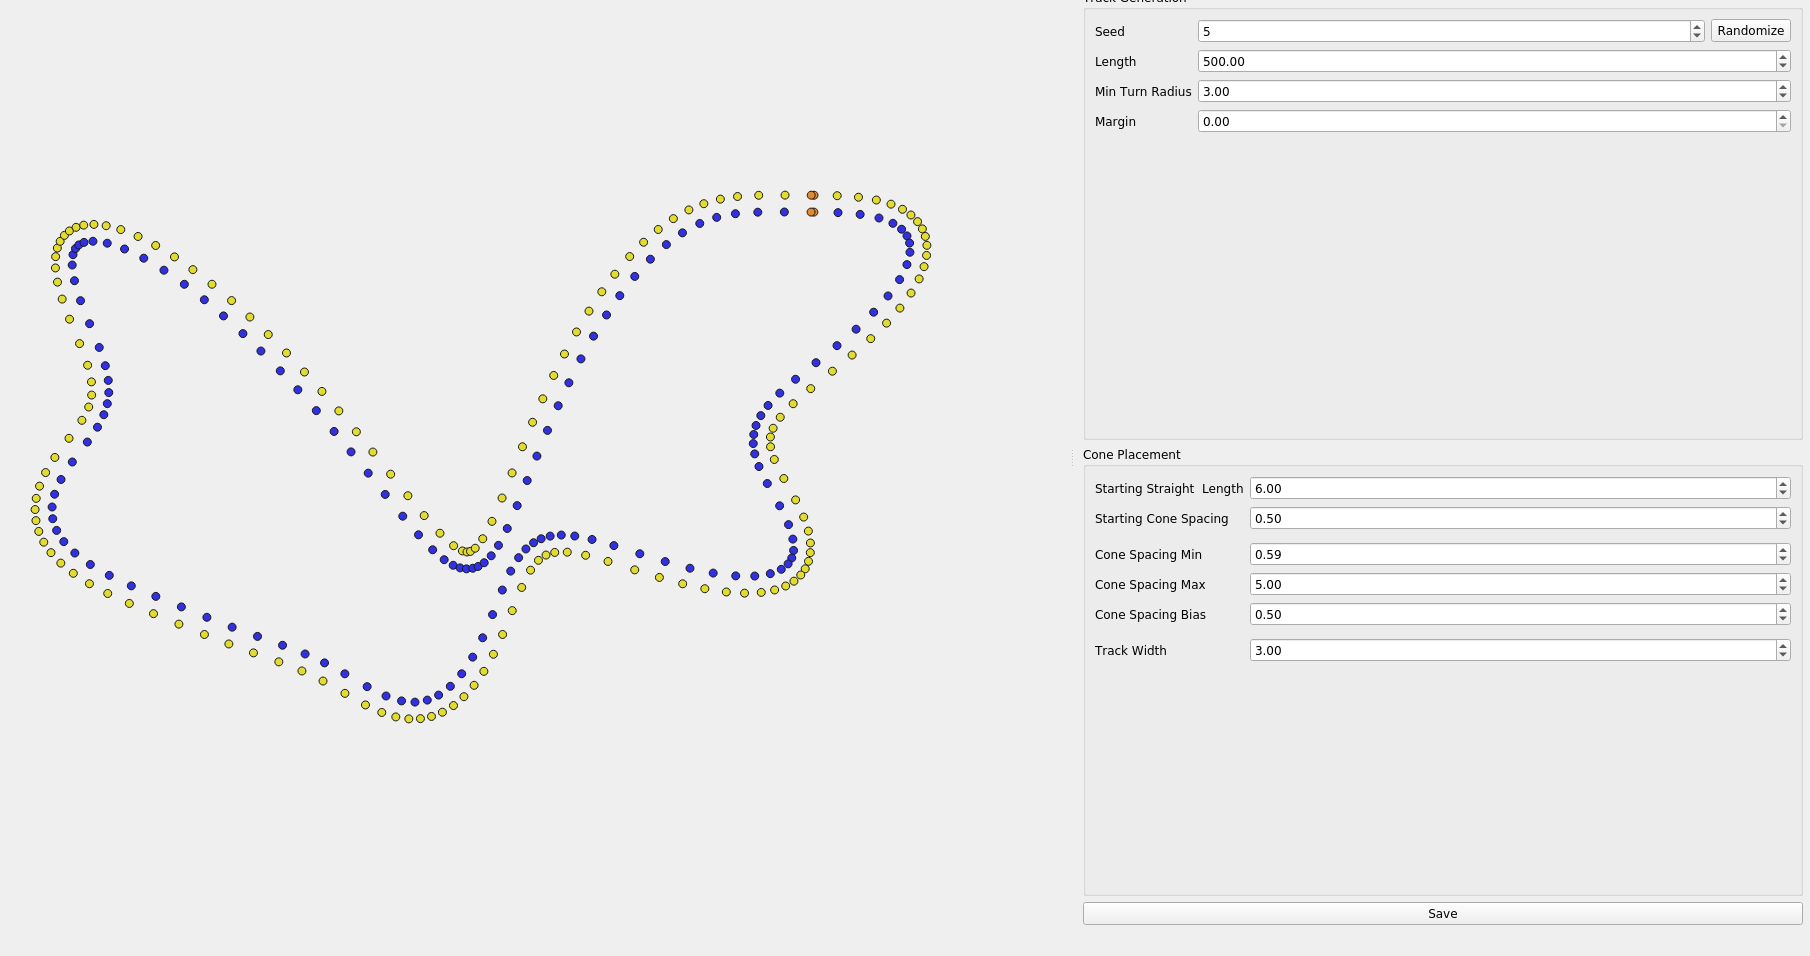 Track Generation
Seed 5 Randomize
Length 500.00
Min Turn Radius 3.00
Margin 0.00
Cone Placement
Starting Straight Length 6.00
Starting Cone Spacing 0.50
Cone Spacing Min 0.59
Cone Spacing Max 5.00
Cone Spacing Bias 0.50
Track Width 3.00
Save